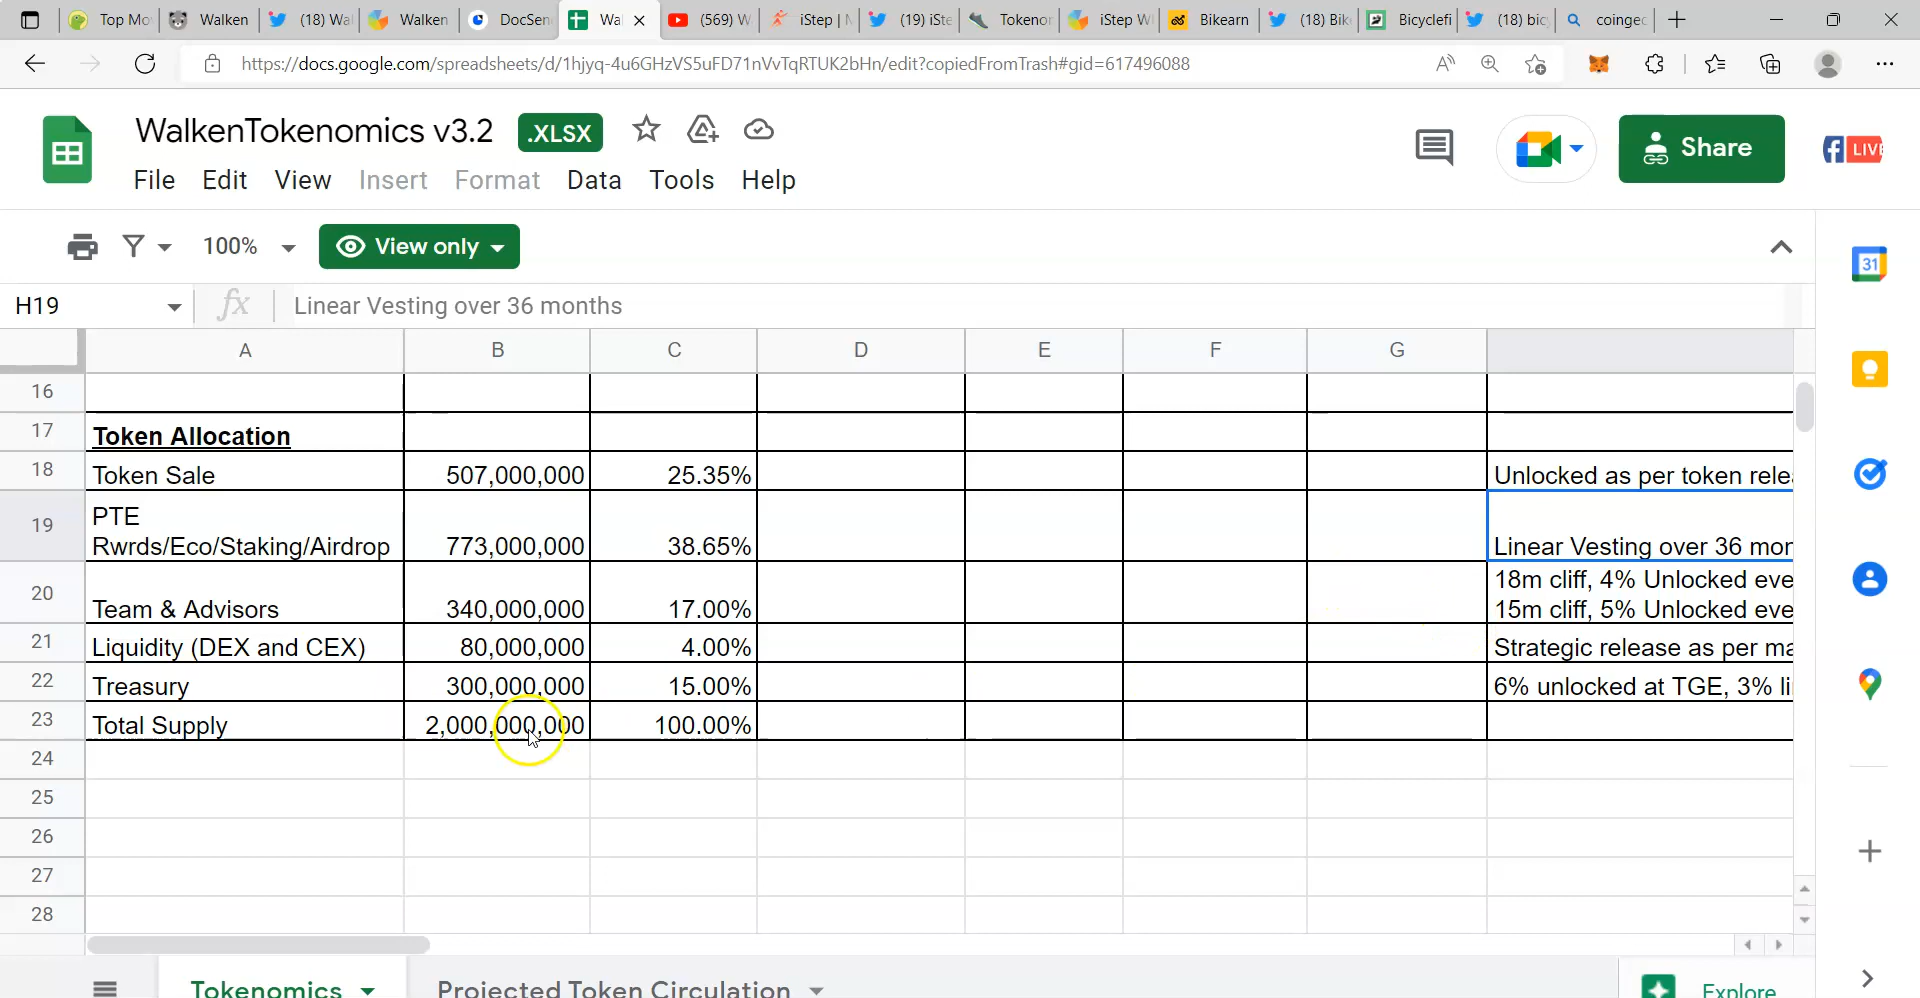 Top Mo
Walken
(18) Wa
Walken
DocSen
Wal
(569) W
iStep | M
(19) iSte
Tokenor
iStep W
Bikearn
(18) Bik
Bicyclefi
(18) bic
coingec
https://docs.google.com/spreadsheets/d/1hjyq-4u6GHzVS5uFD71nVvTqRTUK2bHn/edit?copiedFromTrash#gid=617496088
WalkenTokenomics v3.2 .XLSX
Share
LIVE
File Edit View Insert Format Data Tools Help
100% View only
31
H19 fx Linear Vesting over 36 months
A B C D E F G
16
17 Token Allocation
18 Token Sale 507,000,000 25.35% Unlocked as per token rele
19 PTE
Rwrds/Eco/Staking/Airdrop 773,000,000 38.65% Linear Vesting over 36 mon
20 18m cliff, 4% Unlocked eve
Team & Advisors 340,000,000 17.00% 15m cliff, 5% Unlocked eve
21 Liquidity (DEX and CEX) 80,000,000 4.00% Strategic release as per ma
22 Treasury 300,000,000 15.00% 6% unlocked at TGE, 3% li
23 Total Supply 2,000,000,000 100.00%
24
25
26
27
28
Tokenomics Projected Token Circulation Explore